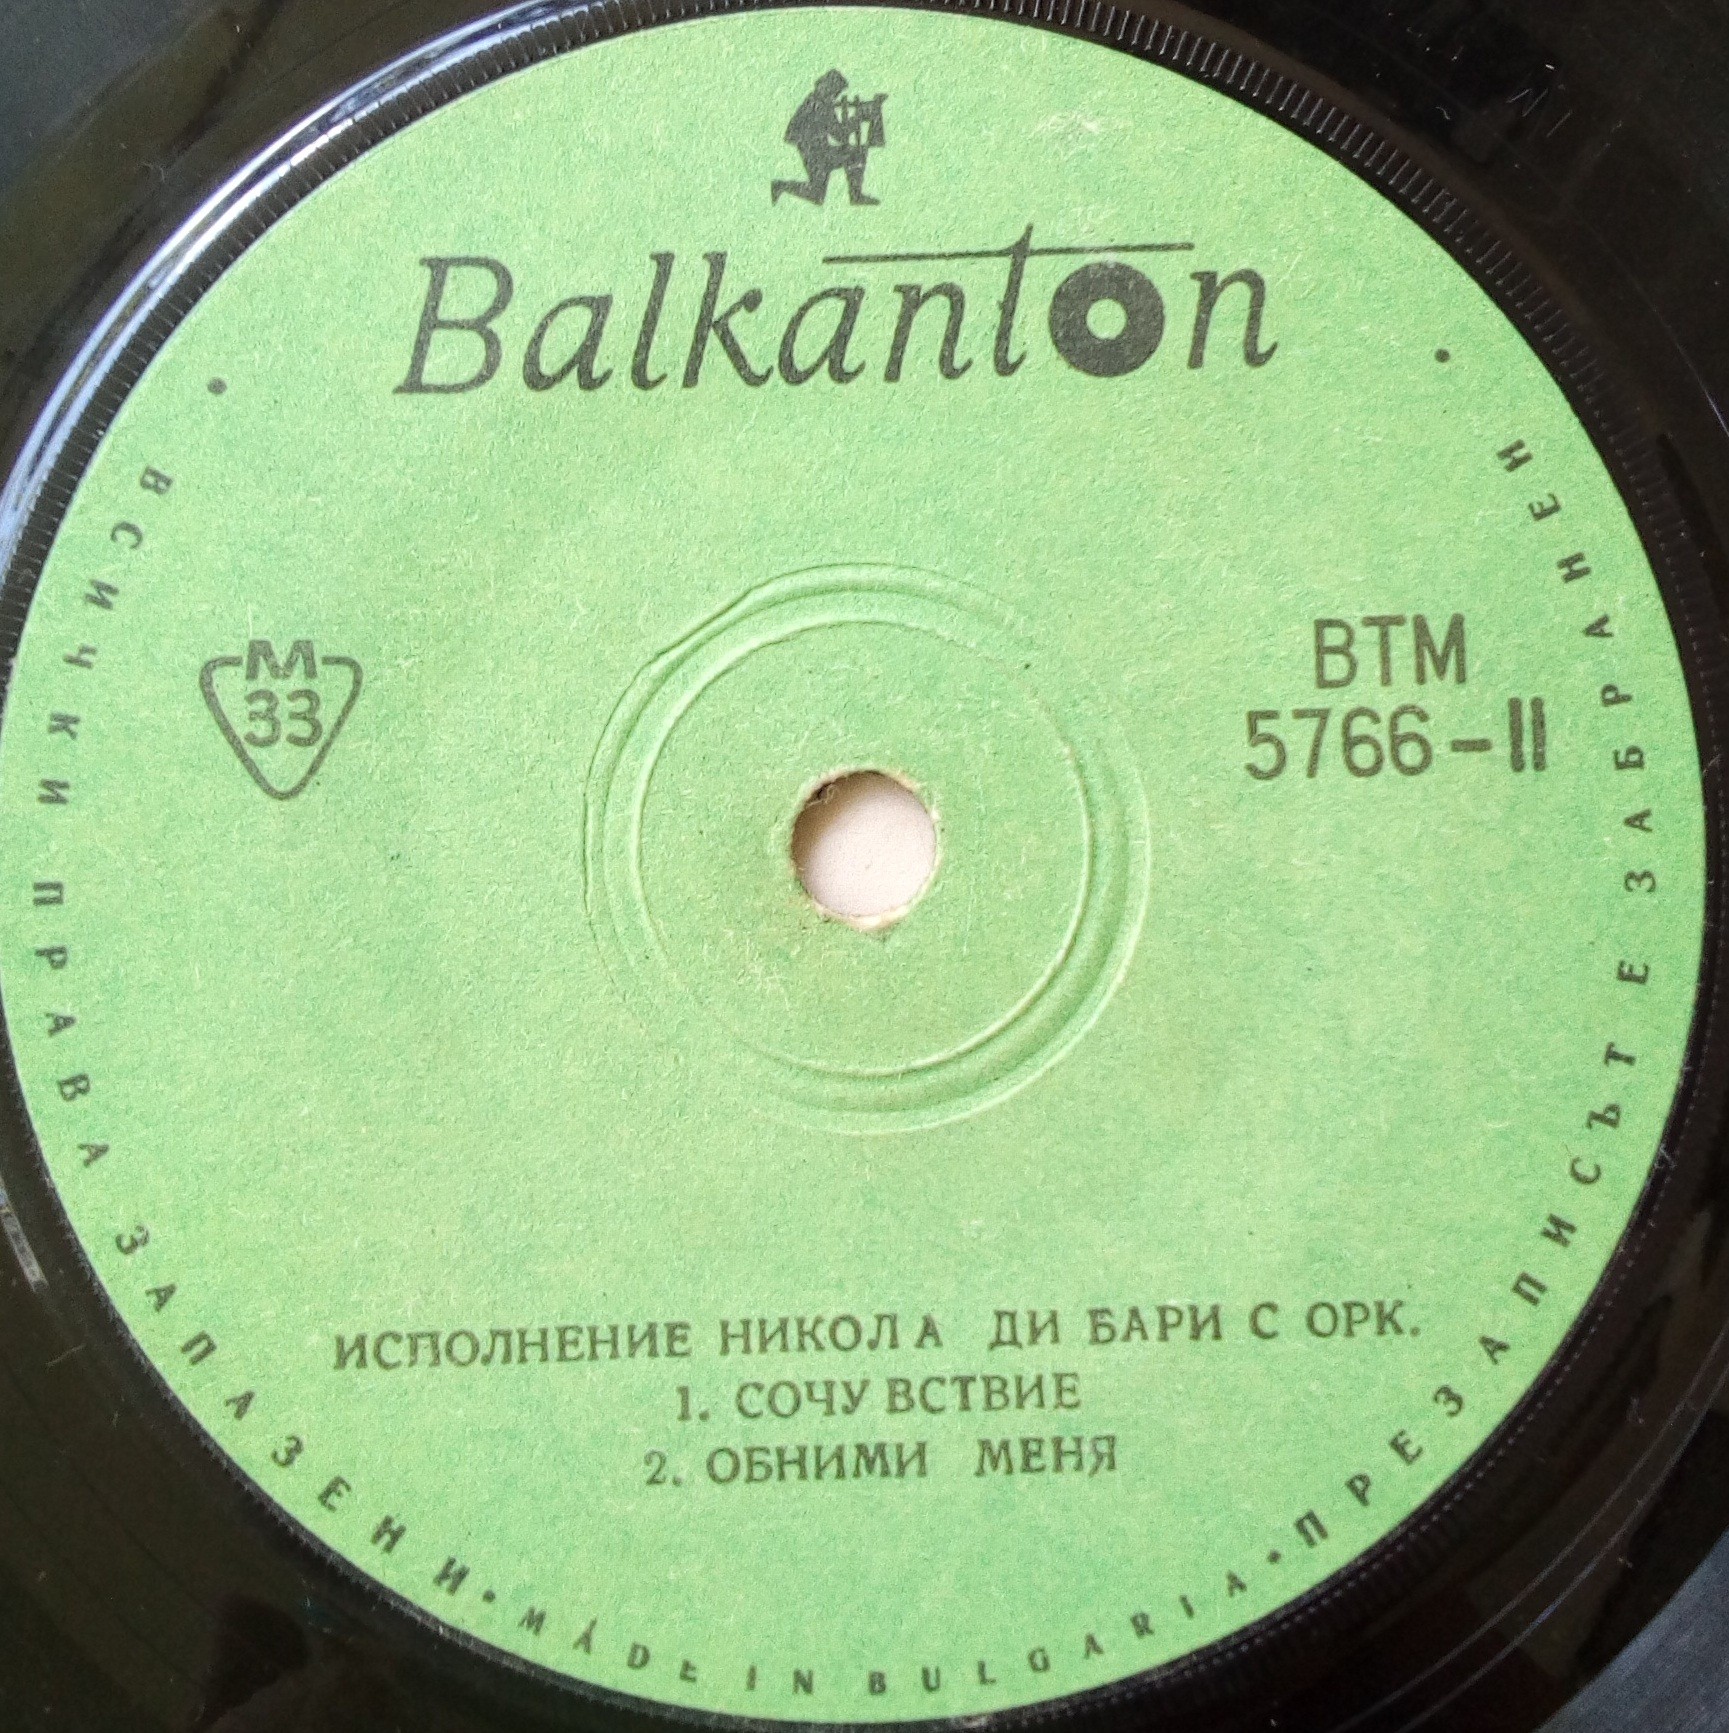 Balkanton
M
33
ВТМ
5766-II
ИСПОЛНЕНИЕ НИКОЛА ДИ БАРИ С ОРК.
1. СОЧУВСТВИЕ
2. ОБНИМИ МЕНЯ
• ВСИЧКИ ПРАВА ЗАПАЗЕНИ • MADE IN BULGARIA • ПРЕЗАПИСЪТ Е ЗАБРАНЕН •